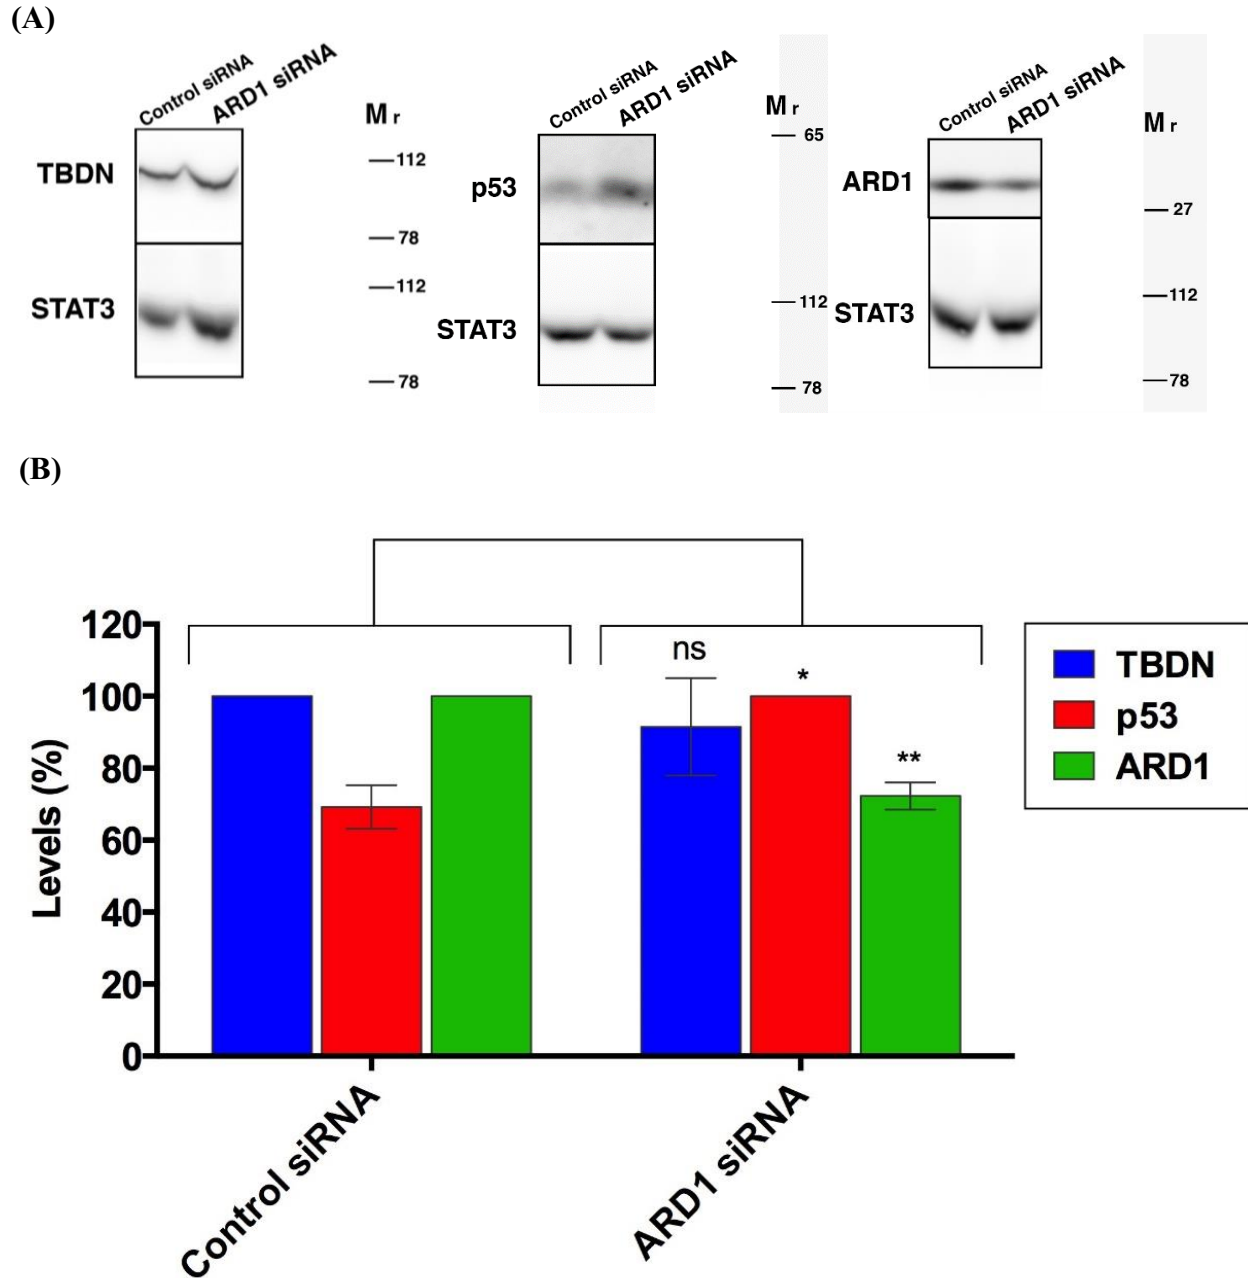 (A)
Control siRNA
ARD1 siRNA
Mr
TBDN
112
78
STAT3
112
78
Control siRNA
ARD1 siRNA
Mr
65
p53
112
STAT3
78
Control siRNA
ARD1 siRNA
Mr
ARD1
27
112
STAT3
78
(B)
120
100
80
60
40
20
0
Levels (%)
ns
*
**
TBDN
p53
ARD1
Control siRNA
ARD1 siRNA